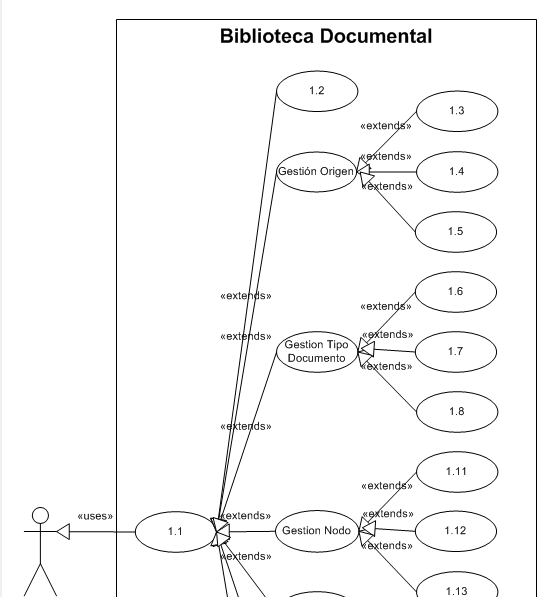 Biblioteca Documental
1.2
1.3
«extends»
«extends»
Gestión Origen
1.4
«extends»
1.5
«extends»
1.6
«extends»
«extends»
«extends»
Gestion Tipo
Documento
1.7
«extends»
1.8
«extends»
1.11
«extends»
«uses»
«extends»
«extends»
1.1
Gestion Nodo
1.12
«extends»
«extends»
1.13